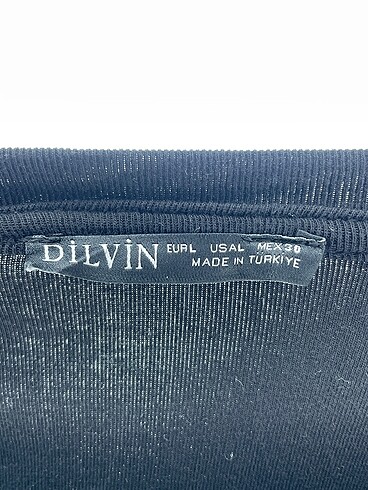 DİLVİN EUR L USA L MEX 30
MADE IN TÜRKİYE